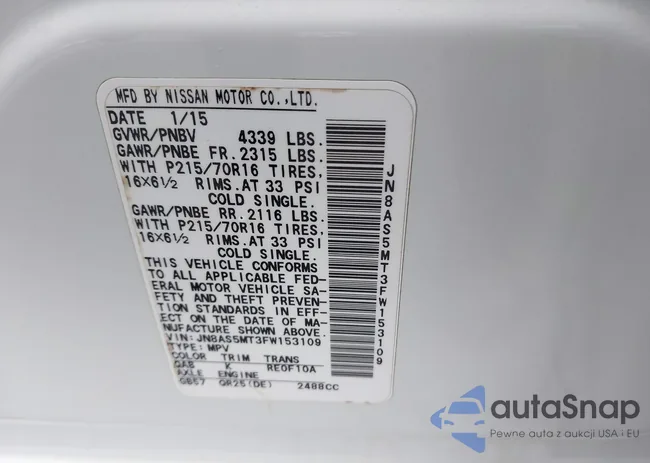 MFD BY NISSAN MOTOR CO.,LTD.
DATE 1/15
GVWR/PNBV 4339 LBS.
GAWR/PNBE FR.2315 LBS.
WITH P215/70R16 TIRES,
16X6½ RIMS.AT 33 PSI
COLD SINGLE.
GAWR/PNBE RR.2116 LBS.
WITH P215/70R16 TIRES,
16X6½ RIMS.AT 33 PSI
COLD SINGLE.
THIS VEHICLE CONFORMS
TO ALL APPLICABLE FED-
ERAL MOTOR VEHICLE SA-
FETY AND THEFT PREVEN-
TION STANDARDS IN EFF-
ECT ON THE DATE OF MA-
NUFACTURE SHOWN ABOVE.
VIN: JN8AS5MT3FW153109
TYPE: MPV
COLOR TRIM TRANS
QAB K RE0F10A
AXLE ENGINE
GB57 QR25(DE) 2488CC
JN8AS5MT3FW153109
autaSnap
Pewne auta z aukcji USA i EU